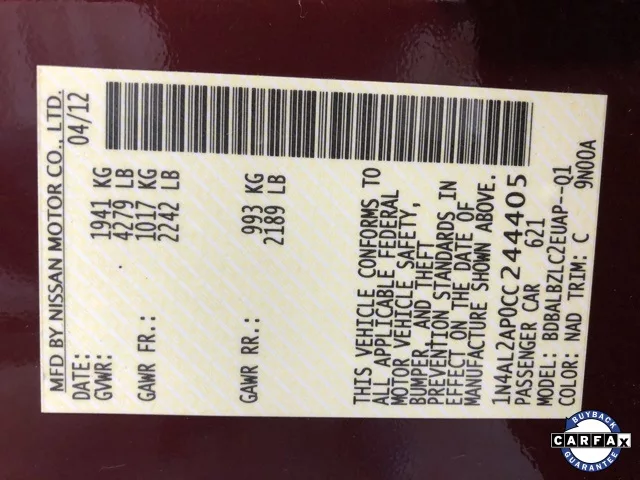 MFD BY NISSAN MOTOR CO., LTD.
DATE: 04/12
GVWR: 1941 KG
4279 LB
GAWR FR.: 1017 KG
2242 LB
GAWR RR.: 993 KG
2189 LB
THIS VEHICLE CONFORMS TO
ALL APPLICABLE FEDERAL
MOTOR VEHICLE SAFETY,
BUMPER, AND THEFT
PREVENTION STANDARDS IN
EFFECT ON THE DATE OF
MANUFACTURE SHOWN ABOVE.
1N4AL2AP0CC244405
PASSENGER CAR 621
MODEL: BDBALBZLC2EUAP--Q1
COLOR: NAD TRIM: C 9N00A
BUYBACK
CARFAX
GUARANTEE